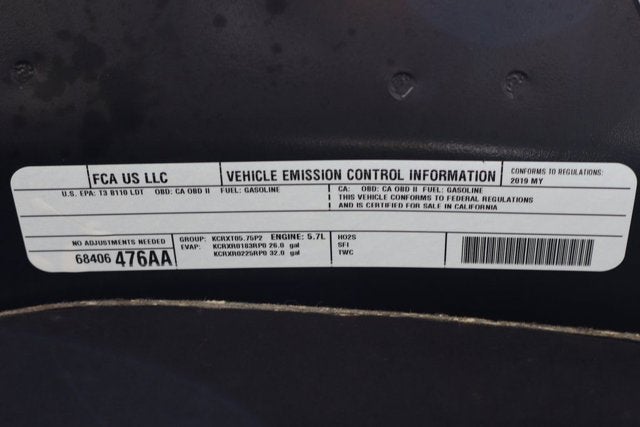 FCA US LLC VEHICLE EMISSION CONTROL INFORMATION CONFORMS TO REGULATIONS:
2019 MY
U.S. EPA: T3 B110 LDT OBD: CA OBD II FUEL: GASOLINE
CA: OBD: CA OBD II FUEL: GASOLINE
THIS VEHICLE CONFORMS TO FEDERAL REGULATIONS
AND IS CERTIFIED FOR SALE IN CALIFORNIA
NO ADJUSTMENTS NEEDED
68406 476AA
GROUP: KCRXT05.75P2 ENGINE: 5.7L
EVAP: KCRXR0183RP0 26.0 gal
KCRXR0225RP0 32.0 gal
HO2S
SFI
TWC